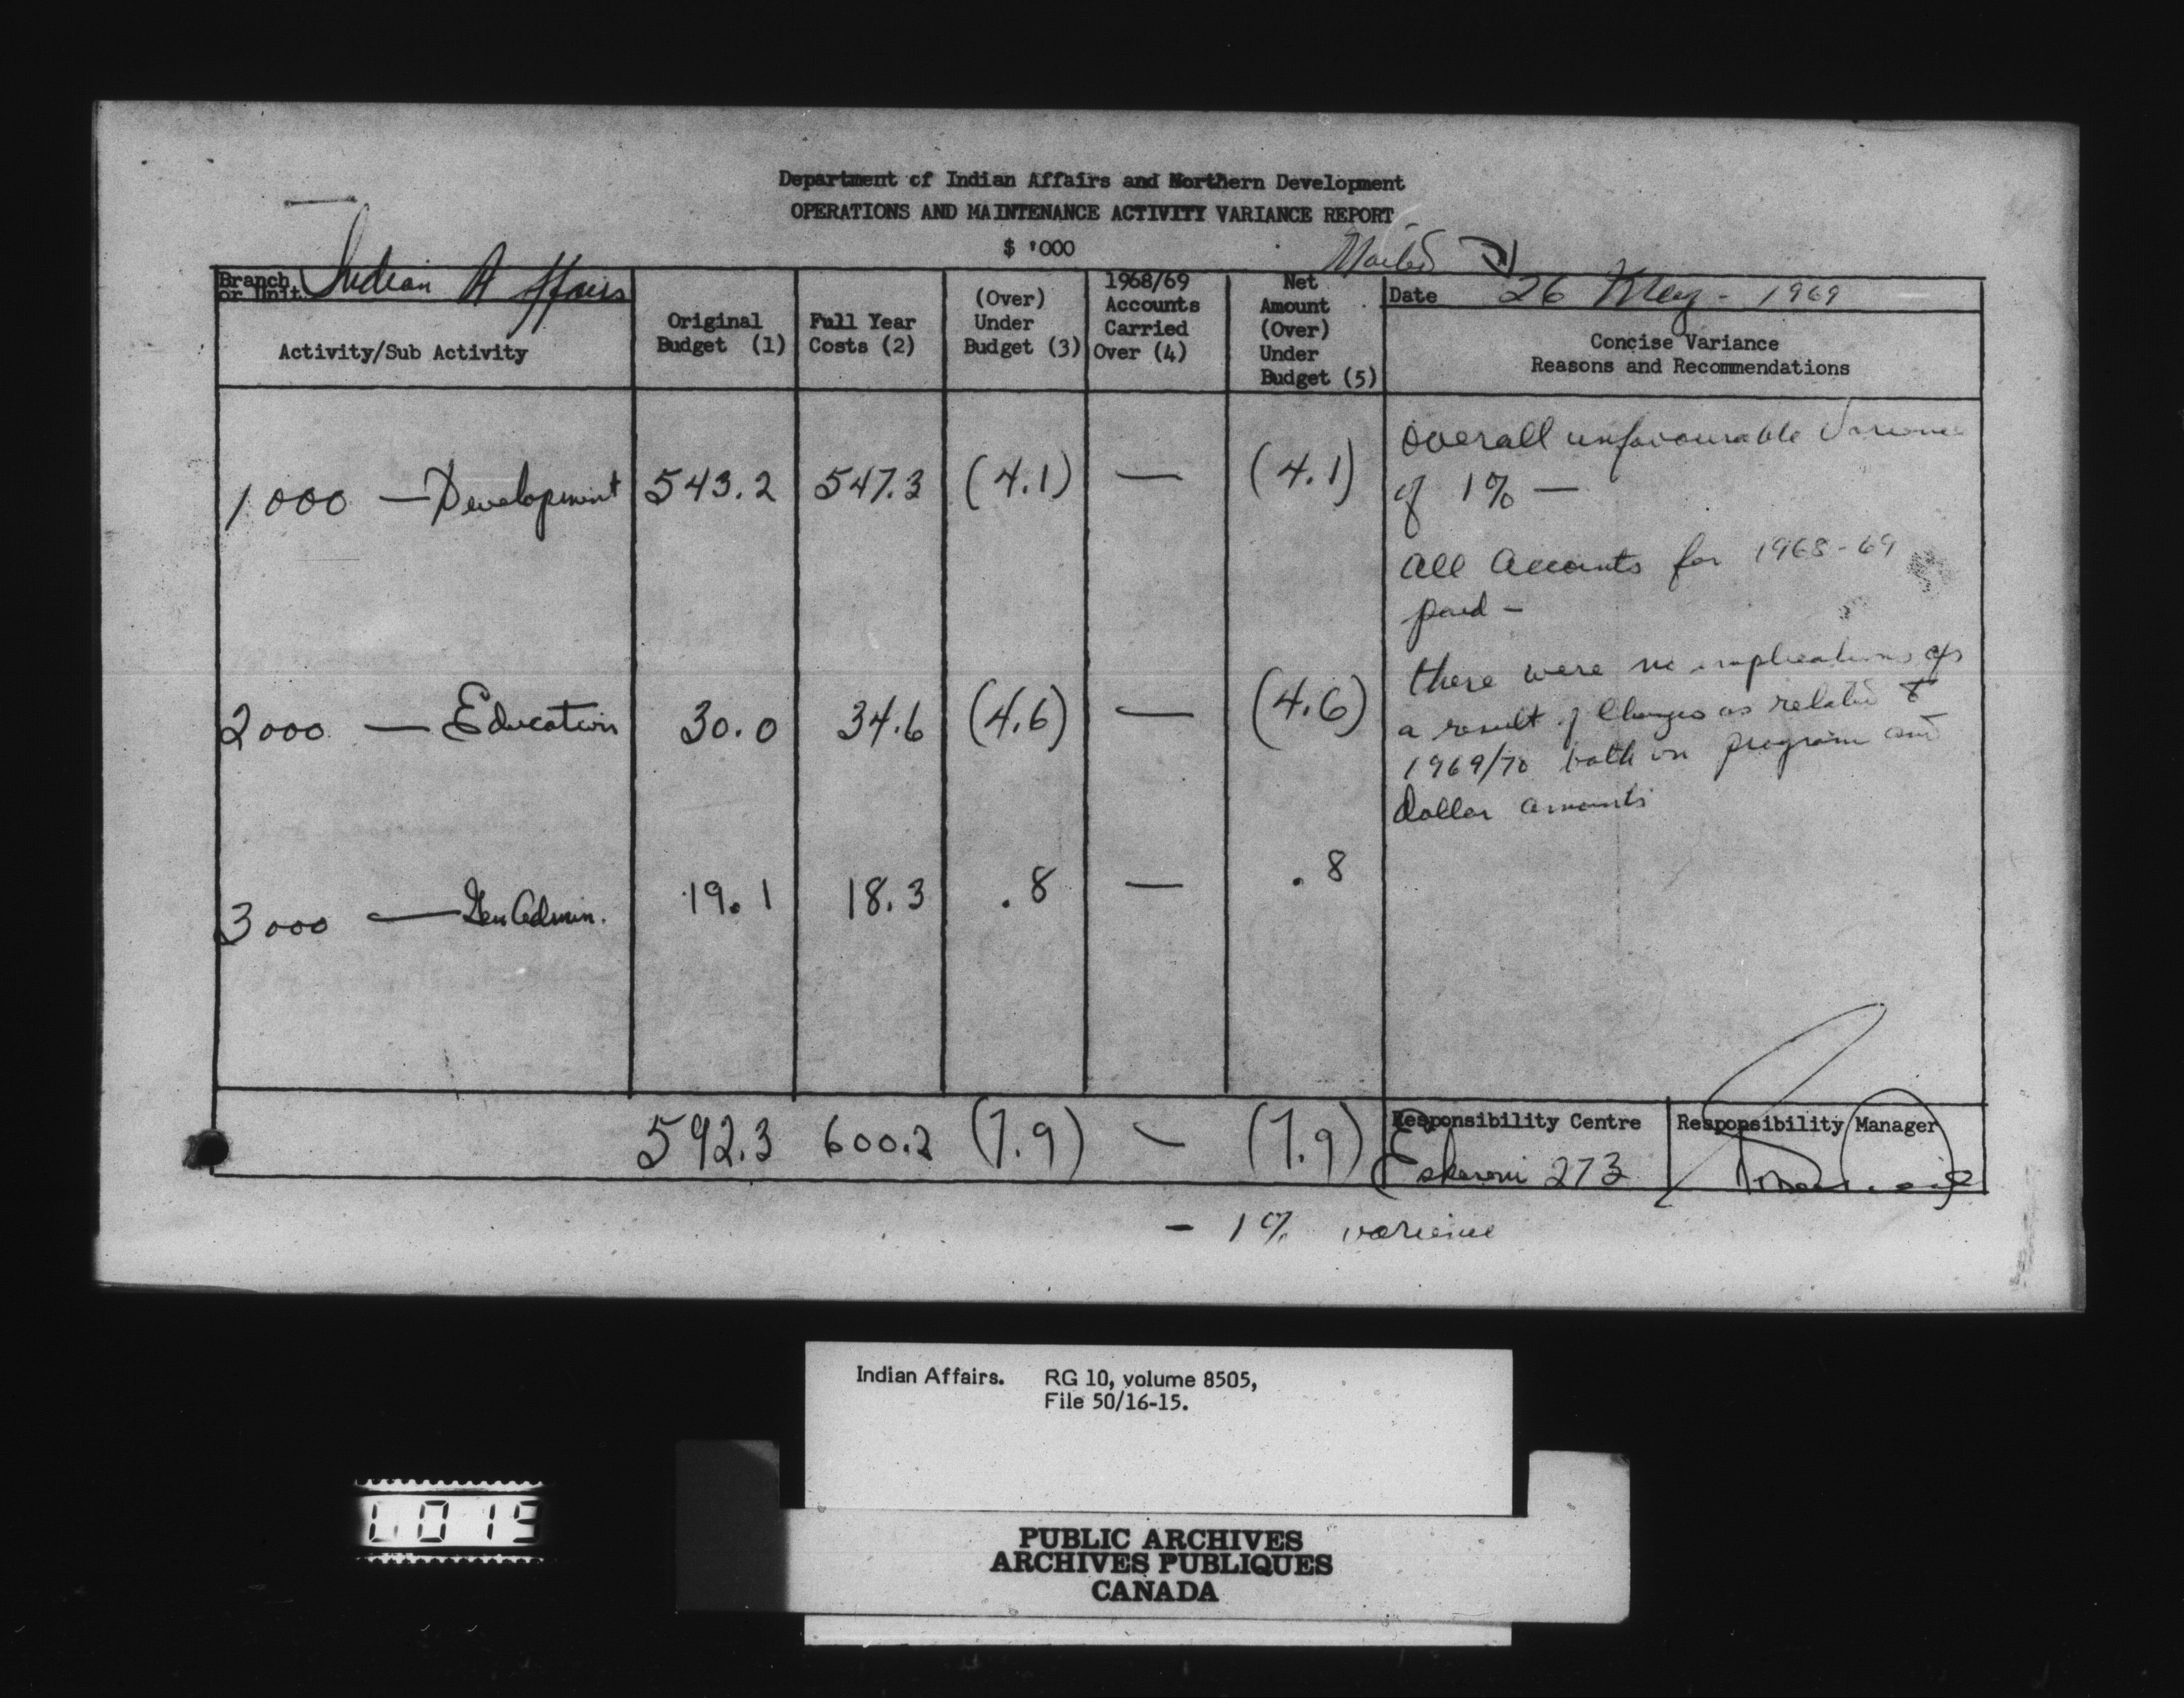 Department of Indian Affairs and Northern Development
OPERATIONS AND MAINTENANCE ACTIVITY VARIANCE REPORT
$ '000
Mailed
Branch or Unit Indian Affairs
Date 26 May - 1969
Activity/Sub Activity
Original Budget (1)
Full Year Costs (2)
(Over) Under Budget (3)
1968/69 Accounts Carried Over (4)
Net Amount (Over) Under Budget (5)
Concise Variance
Reasons and Recommendations
1000 — Development 543.2 547.3 (4.1) — (4.1)
2000 — Education 30.0 34.6 (4.6) — (4.6)
3000 — Gen Admin. 19.1 18.3 .8 — .8
592.3 600.2 (7.9) — (7.9)
Overall unfavourable Variance
of 1% —
All Accounts for 1968-69
paid —
there were no implications as
a result of Changes as related to
1969/70 both in program and
Dollar amounts
Responsibility Centre
273
Responsibility Manager
- 1% variance
Indian Affairs. RG 10, volume 8505,
File 50/16-15.
PUBLIC ARCHIVES
ARCHIVES PUBLIQUES
CANADA